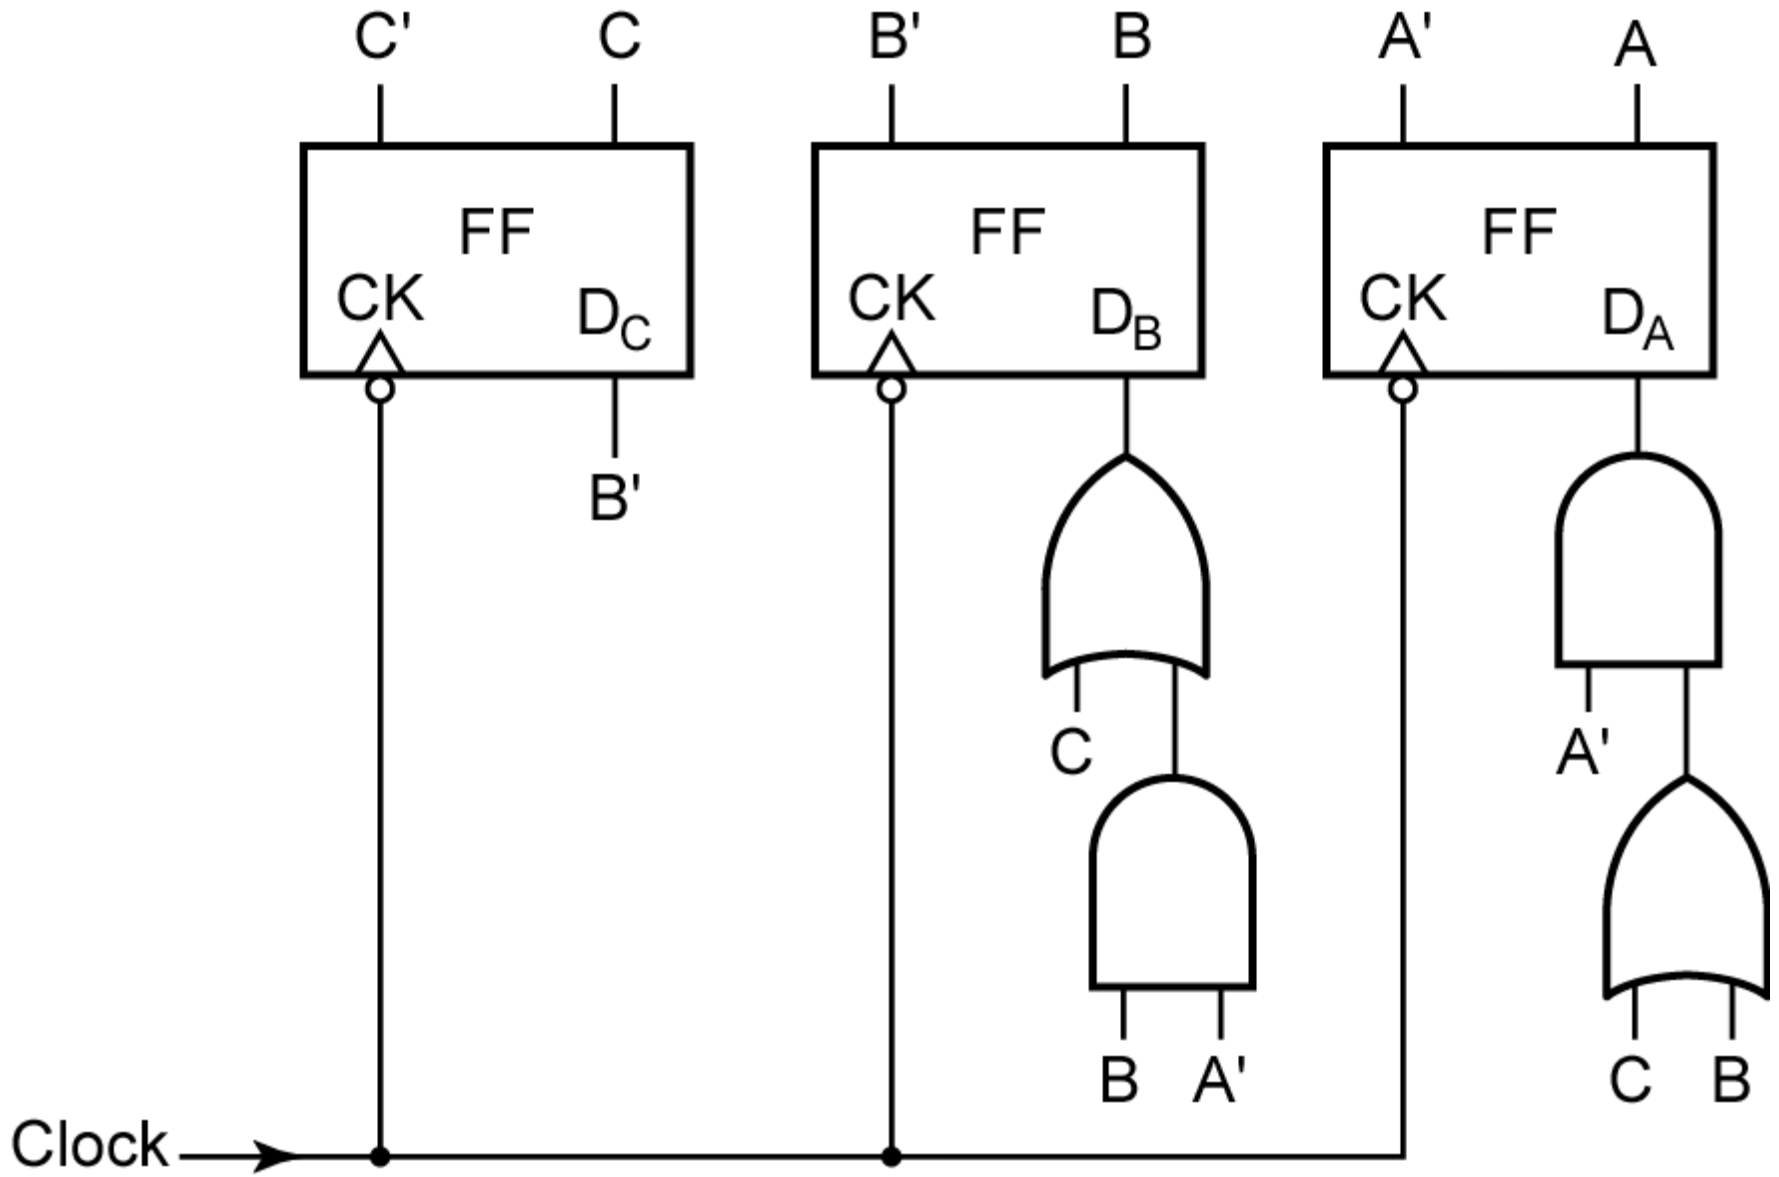 C' C B' B A' A
FF FF FF
CK D_C CK D_B CK D_A
B'
C A'
B A' C B
Clock